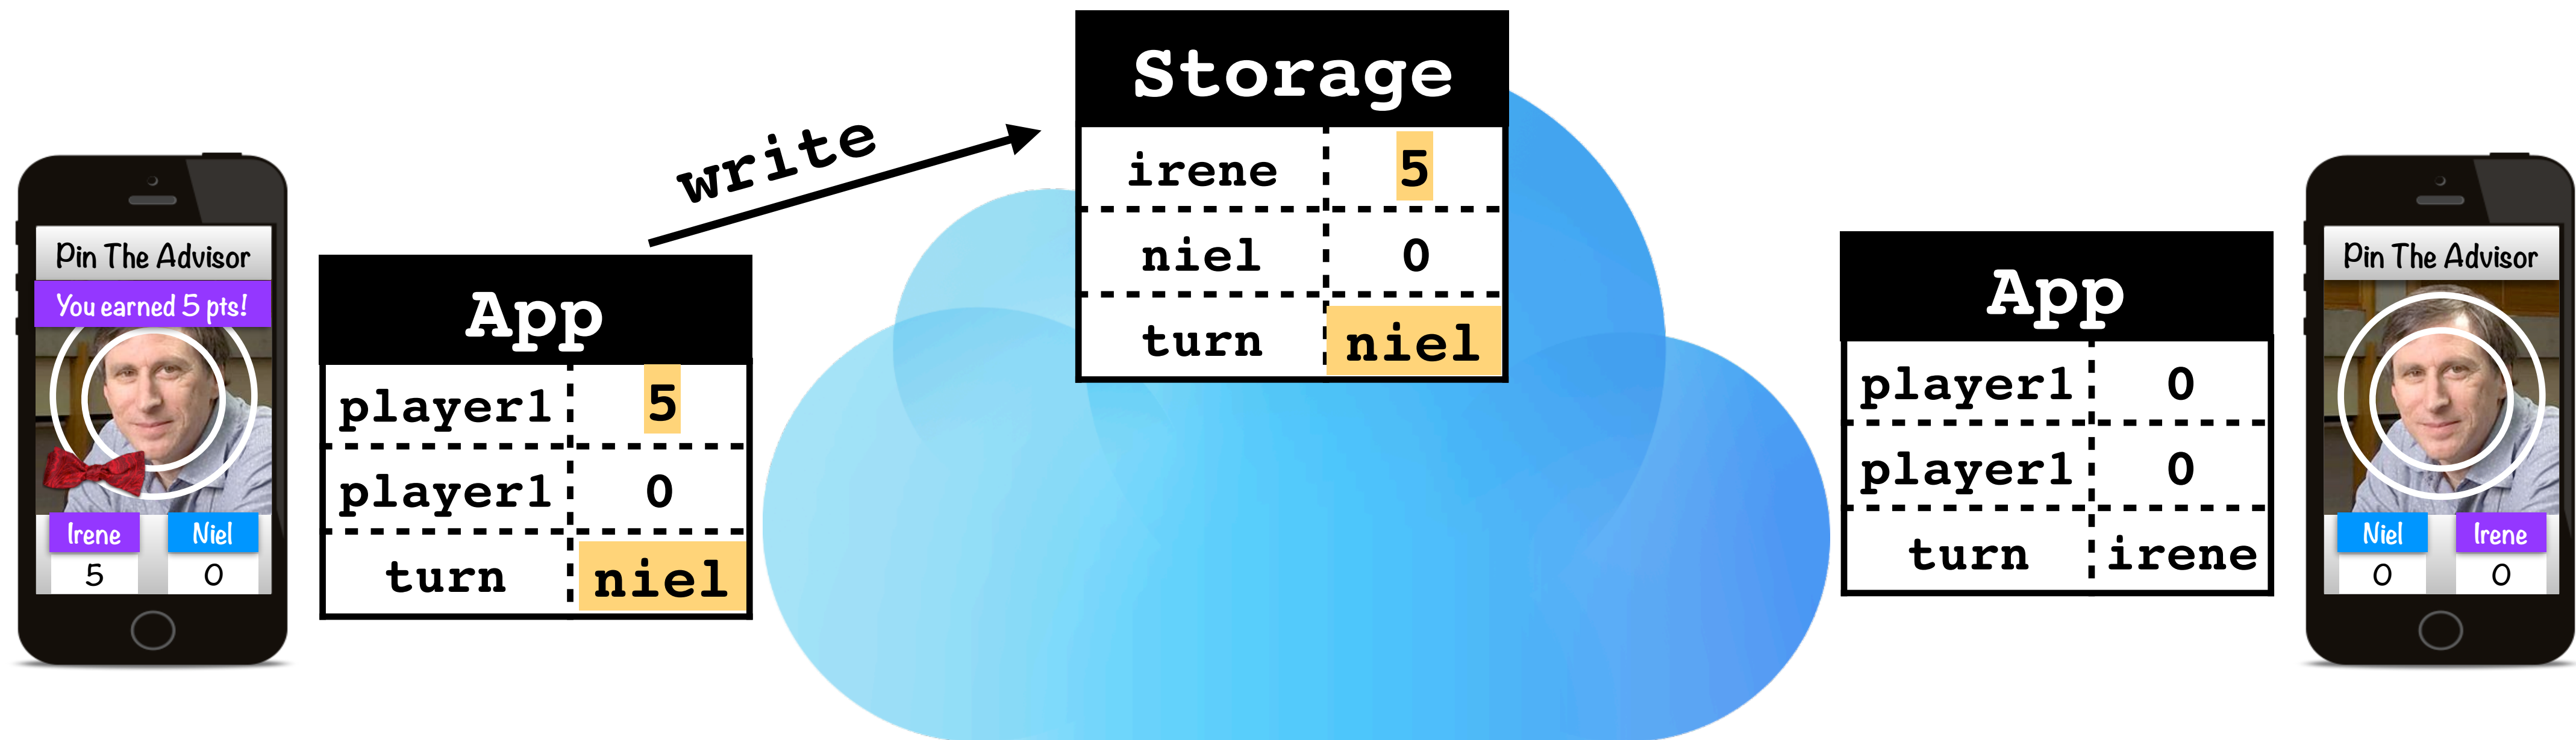 Pin The Advisor
You earned 5 pts!
Irene Niel
5 0
App
player1 5
player1 0
turn niel
write
Storage
irene 5
niel 0
turn niel
App
player1 0
player1 0
turn irene
Pin The Advisor
Niel Irene
0 0